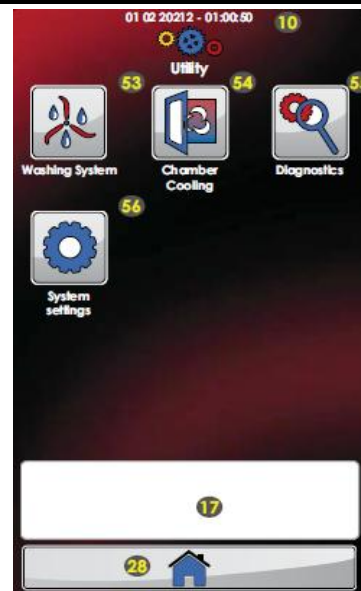 01 02 20212 - 01:00:50 10
Utility
53 54
Washing System Chamber Cooling Diagnostics
56
System settings
17
28